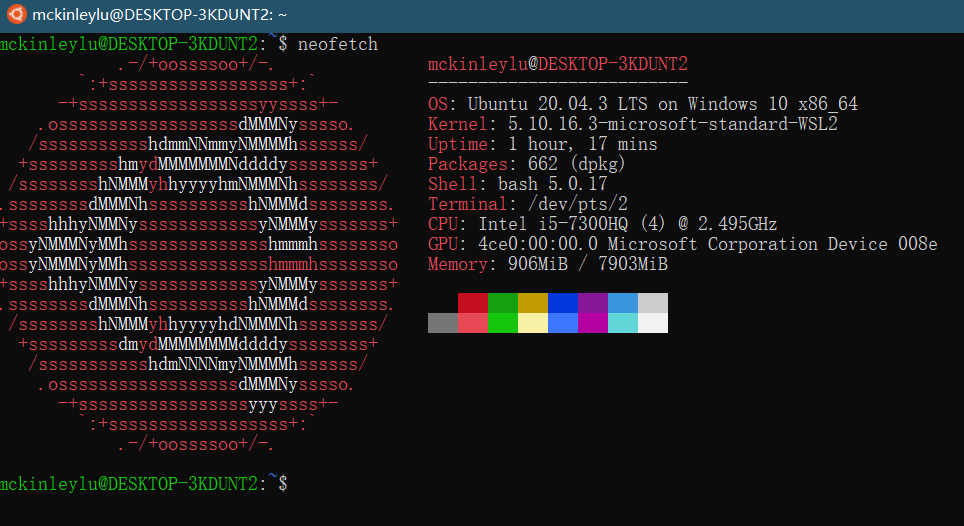 mckinleylu@DESKTOP-3KDUNT2: ~
mckinleylu@DESKTOP-3KDUNT2:~$ neofetch
.-/+oossssoo+/-.
`:+ssssssssssssssssss+:`
-+ssssssssssssssssssyyssss+-
.ossssssssssssssssssdMMMNysssso.
/ssssssssssshdmmNNmmyNMMMMhssssss/
+ssssssssshmydMMMMMMMNddddyssssssss+
/sssssssshNMMMyhhyyyyhmNMMMNhssssssss/
.ssssssssdMMMNhsssssssssshNMMMdssssssss.
+sssshhhyNMMNyssssssssssssyNMMMysssssss+
ossyNMMMNyMMhsssssssssssssshmmmhssssssso
ossyNMMMNyMMhsssssssssssssshmmmhssssssso
+sssshhhyNMMNyssssssssssssyNMMMysssssss+
.ssssssssdMMMNhsssssssssshNMMMdssssssss.
/sssssssshNMMMyhhyyyyhdNMMMNhssssssss/
+sssssssssdmydMMMMMMMMddddyssssssss+
/ssssssssssshdmNNNNmyNMMMMhssssss/
.ossssssssssssssssssdMMMNysssso.
-+sssssssssssssssssyyyssss+-
`:+ssssssssssssssssss+:`
.-/+oossssoo+/-.
mckinleylu@DESKTOP-3KDUNT2
--------------------------
OS: Ubuntu 20.04.3 LTS on Windows 10 x86_64
Kernel: 5.10.16.3-microsoft-standard-WSL2
Uptime: 1 hour, 17 mins
Packages: 662 (dpkg)
Shell: bash 5.0.17
Terminal: /dev/pts/2
CPU: Intel i5-7300HQ (4) @ 2.495GHz
GPU: 4ce0:00:00.0 Microsoft Corporation Device 008e
Memory: 906MiB / 7903MiB
mckinleylu@DESKTOP-3KDUNT2:~$